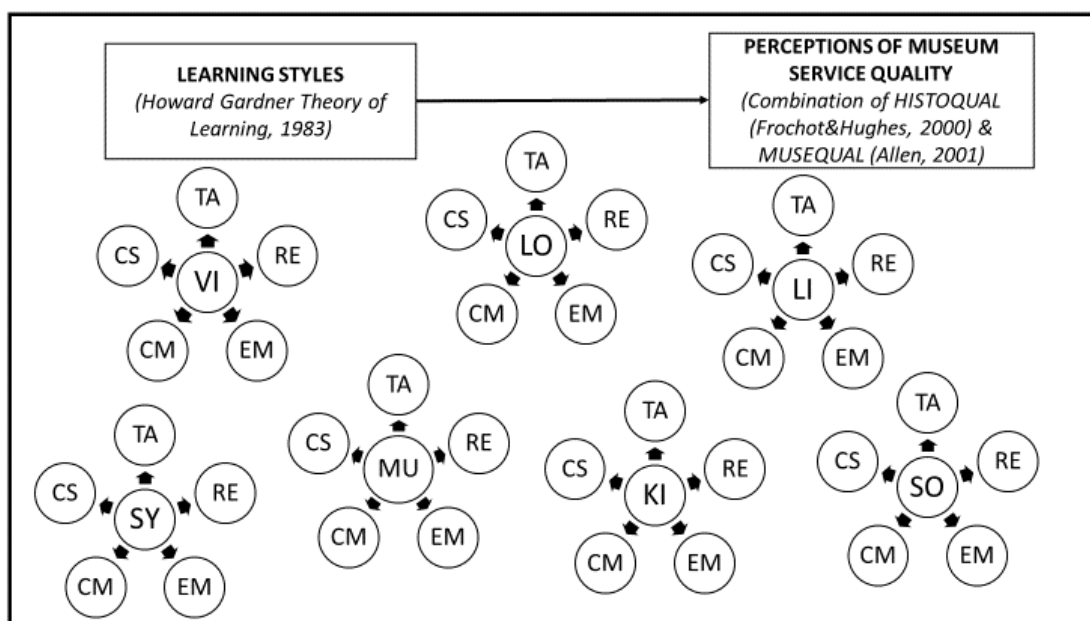 LEARNING STYLES
(Howard Gardner Theory of
Learning, 1983)
PERCEPTIONS OF MUSEUM
SERVICE QUALITY
(Combination of HISTOQUAL
(Frochot&Hughes, 2000) &
MUSEQUAL (Allen, 2001)
TA
CS
RE
VI
CM
EM
TA
CS
RE
LO
CM
EM
TA
CS
RE
LI
CM
EM
TA
CS
RE
SY
CM
EM
TA
CS
RE
MU
CM
EM
TA
CS
RE
KI
CM
EM
TA
CS
RE
SO
CM
EM